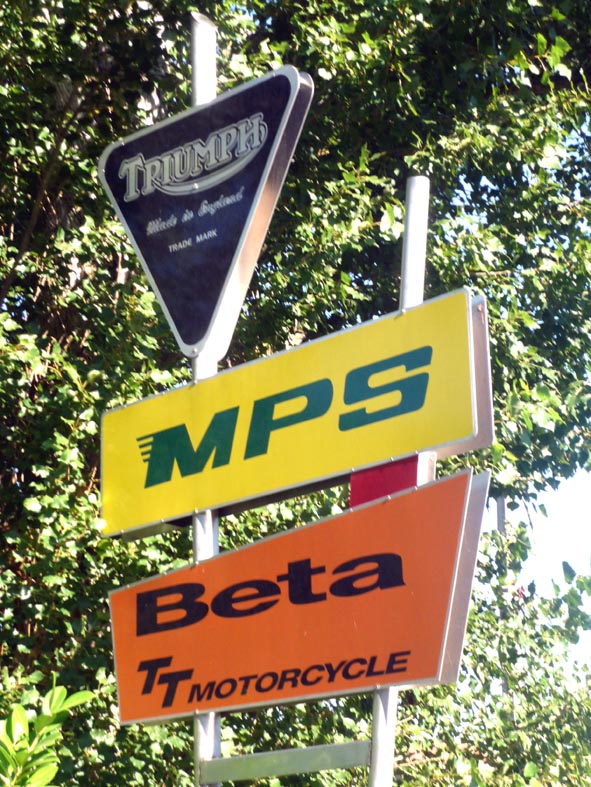 TRIUMPH
Made in England
TRADE MARK
MPS
Beta
TT MOTORCYCLE